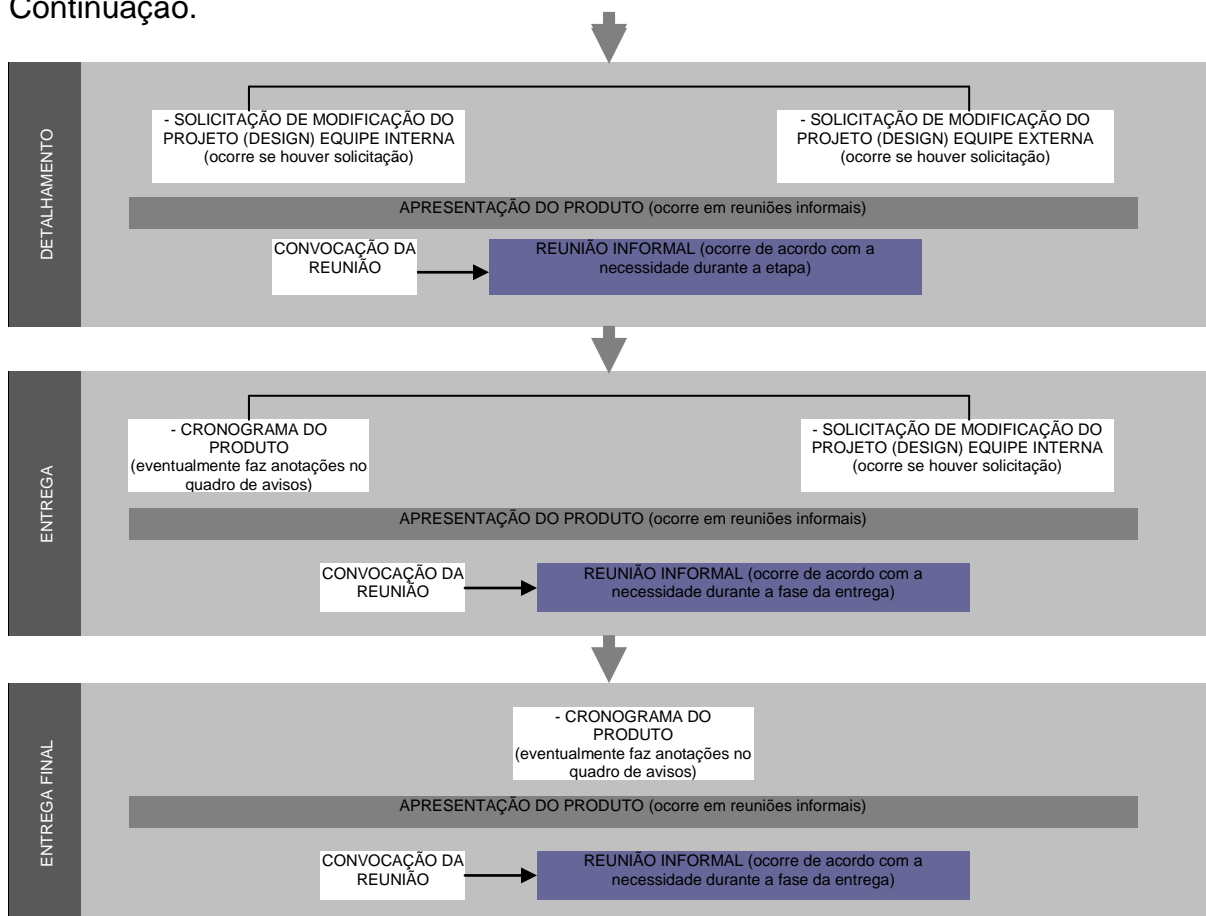 Continuação.
DETALHAMENTO
- SOLICITAÇÃO DE MODIFICAÇÃO DO
PROJETO (DESIGN) EQUIPE INTERNA
(ocorre se houver solicitação)
- SOLICITAÇÃO DE MODIFICAÇÃO DO
PROJETO (DESIGN) EQUIPE EXTERNA
(ocorre se houver solicitação)
APRESENTAÇÃO DO PRODUTO (ocorre em reuniões informais)
CONVOCAÇÃO DA
REUNIÃO
REUNIÃO INFORMAL (ocorre de acordo com a
necessidade durante a etapa)
ENTREGA
- CRONOGRAMA DO
PRODUTO
(eventualmente faz anotações no
quadro de avisos)
- SOLICITAÇÃO DE MODIFICAÇÃO DO
PROJETO (DESIGN) EQUIPE INTERNA
(ocorre se houver solicitação)
APRESENTAÇÃO DO PRODUTO (ocorre em reuniões informais)
CONVOCAÇÃO DA
REUNIÃO
REUNIÃO INFORMAL (ocorre de acordo com a
necessidade durante a fase da entrega)
ENTREGA FINAL
- CRONOGRAMA DO
PRODUTO
(eventualmente faz anotações no
quadro de avisos)
APRESENTAÇÃO DO PRODUTO (ocorre em reuniões informais)
CONVOCAÇÃO DA
REUNIÃO
REUNIÃO INFORMAL (ocorre de acordo com a
necessidade durante a fase da entrega)